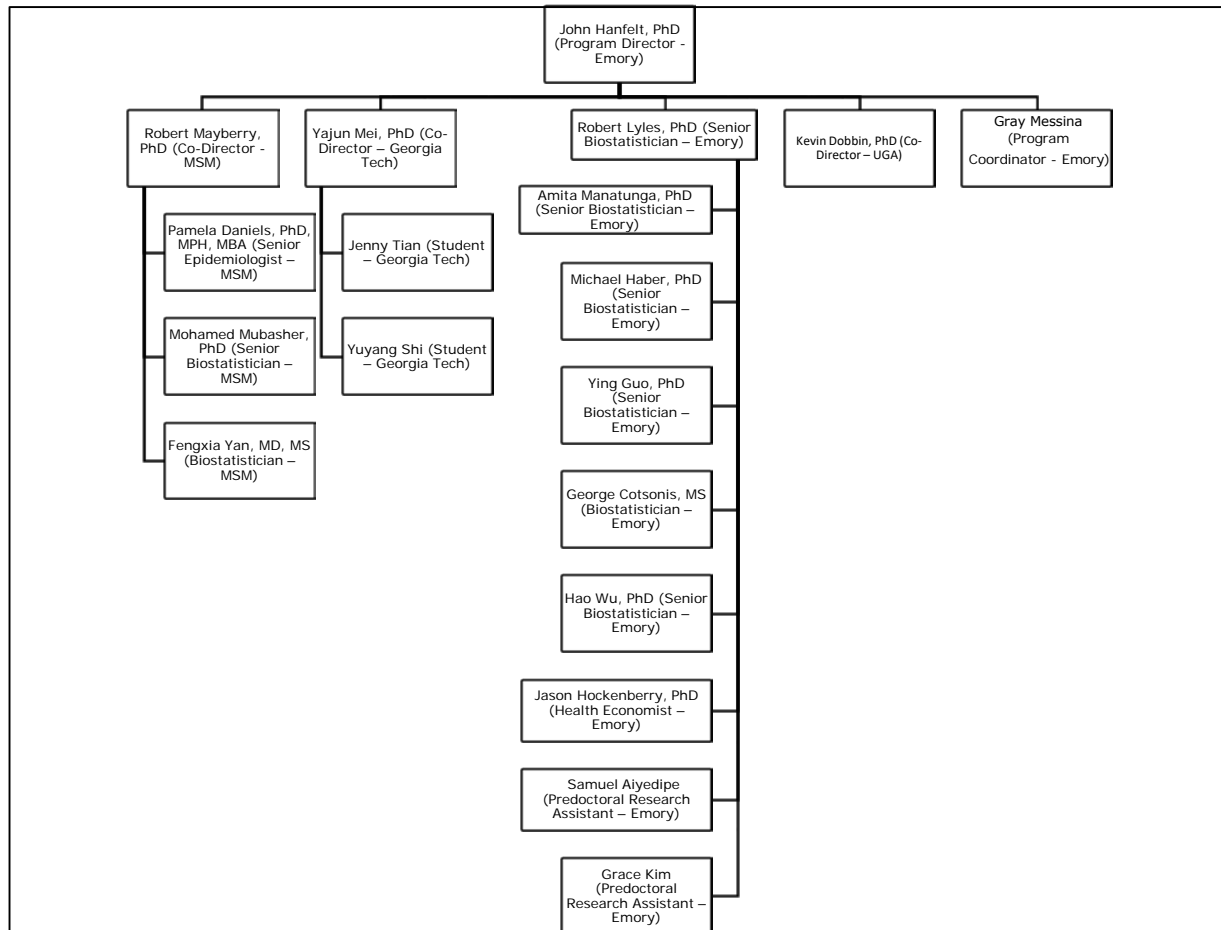 John Hanfelt, PhD
(Program Director -
Emory)
Robert Mayberry,
PhD (Co-Director -
MSM)
Yajun Mei, PhD (Co-
Director – Georgia
Tech)
Robert Lyles, PhD (Senior
Biostatistician – Emory)
Kevin Dobbin, PhD (Co-
Director – UGA)
Gray Messina
(Program
Coordinator - Emory)
Pamela Daniels, PhD,
MPH, MBA (Senior
Epidemiologist –
MSM)
Mohamed Mubasher,
PhD (Senior
Biostatistician –
MSM)
Fengxia Yan, MD, MS
(Biostatistician –
MSM)
Jenny Tian (Student
– Georgia Tech)
Yuyang Shi (Student
– Georgia Tech)
Amita Manatunga, PhD
(Senior Biostatistician –
Emory)
Michael Haber, PhD
(Senior
Biostatistician –
Emory)
Ying Guo, PhD
(Senior
Biostatistician –
Emory)
George Cotsonis, MS
(Biostatistician –
Emory)
Hao Wu, PhD (Senior
Biostatistician –
Emory)
Jason Hockenberry, PhD
(Health Economist –
Emory)
Samuel Aiyedipe
(Predoctoral Research
Assistant – Emory)
Grace Kim
(Predoctoral
Research Assistant –
Emory)